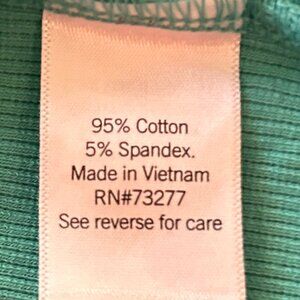 95% Cotton
5% Spandex.
Made in Vietnam
RN#73277
See reverse for care